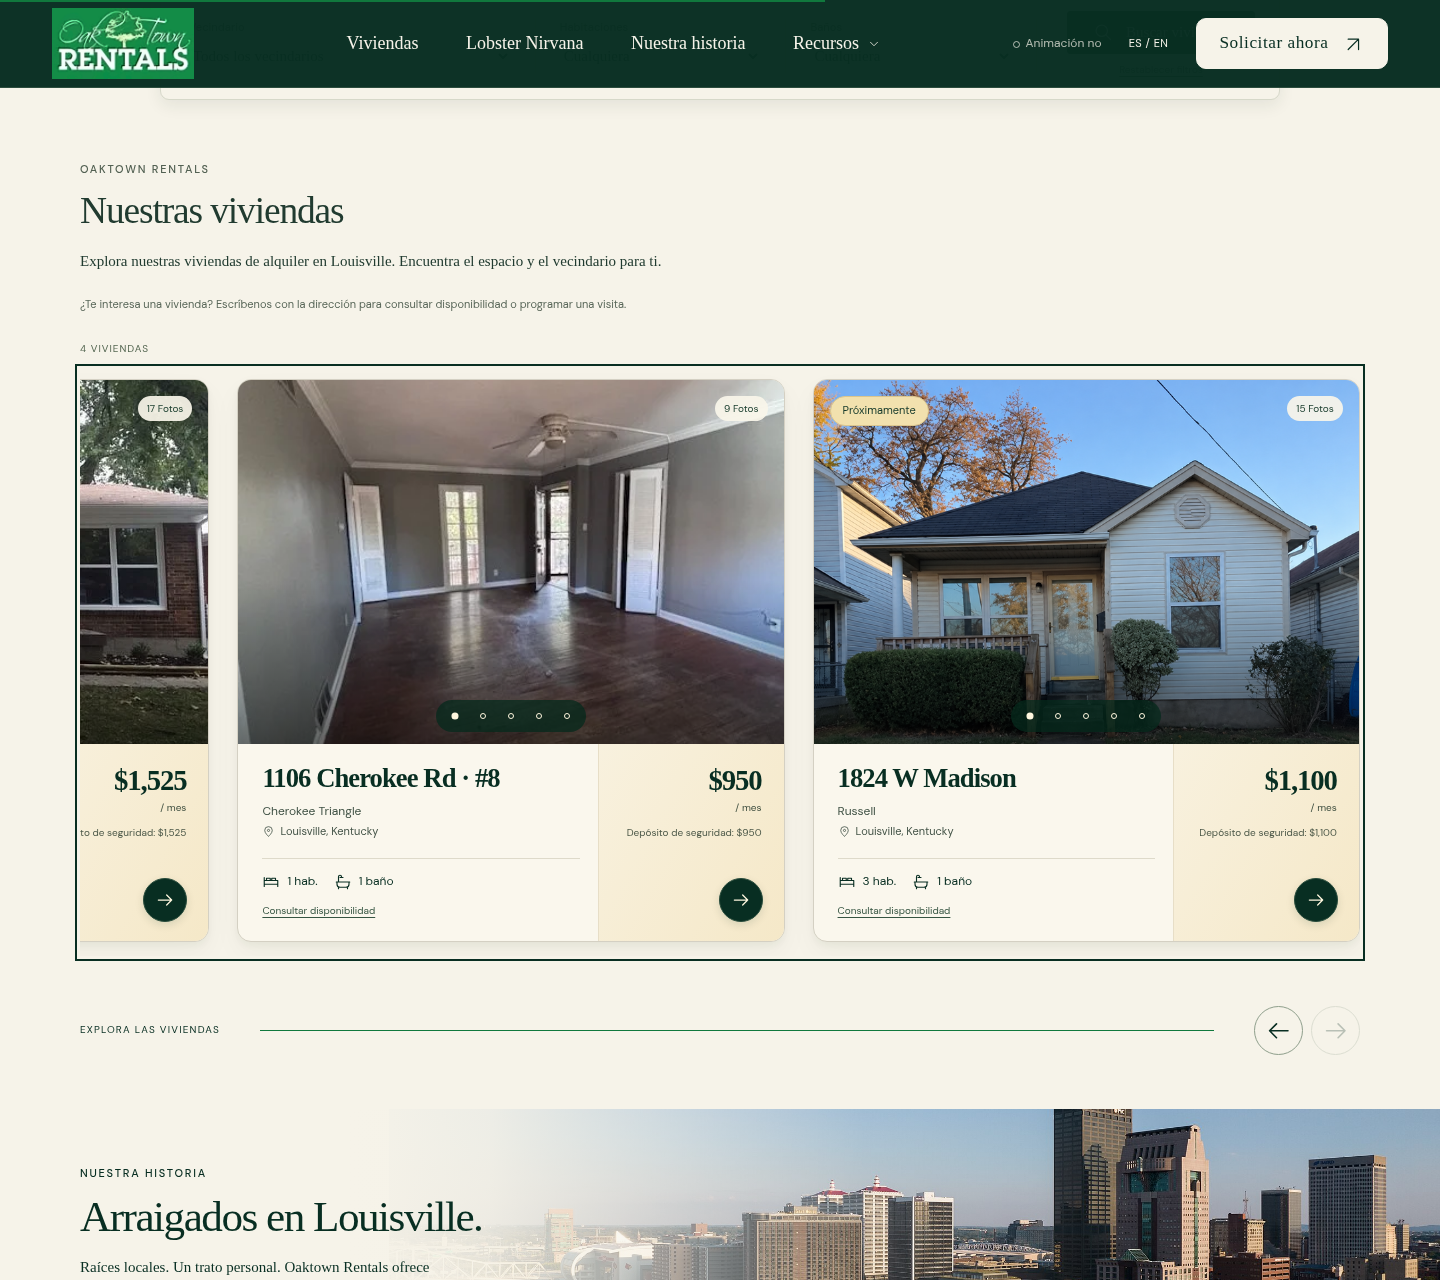 Oak Town
RENTALS
Viviendas
Lobster Nirvana
Nuestra historia
Recursos
Animación no
ES / EN
Solicitar ahora
OAKTOWN RENTALS
Nuestras viviendas
Explora nuestras viviendas de alquiler en Louisville. Encuentra el espacio y el vecindario para ti.
¿Te interesa una vivienda? Escríbenos con la dirección para consultar disponibilidad o programar una visita.
4 VIVIENDAS
17 Fotos
$1,525
/ mes
to de seguridad: $1,525
9 Fotos
1106 Cherokee Rd · #8
Cherokee Triangle
Louisville, Kentucky
1 hab.
1 baño
Consultar disponibilidad
$950
/ mes
Depósito de seguridad: $950
Próximamente
15 Fotos
1824 W Madison
Russell
Louisville, Kentucky
3 hab.
1 baño
Consultar disponibilidad
$1,100
/ mes
Depósito de seguridad: $1,100
EXPLORA LAS VIVIENDAS
NUESTRA HISTORIA
Arraigados en Louisville.
Raíces locales. Un trato personal. Oaktown Rentals ofrece